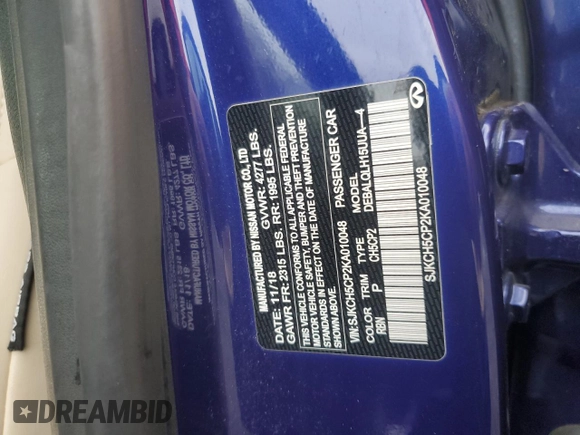 MANUFACTURED BY NISSAN MOTOR CO., LTD
DATE: 11/18 GVWR: 4277 LBS.
GAWR FR: 2315 LBS. RR: 1995 LBS.
THIS VEHICLE CONFORMS TO ALL APPLICABLE FEDERAL
MOTOR VEHICLE SAFETY, BUMPER AND THEFT PREVENTION
STANDARDS IN EFFECT ON THE DATE OF MANUFACTURE
SHOWN ABOVE.
VIN:SJKCH5CP2KA010048 PASSENGER CAR
COLOR TRIM TYPE MODEL
RBN P CH5CP2 DEBALQLH15UUA—4
SJKCH5CP2KA010048
DREAMBID